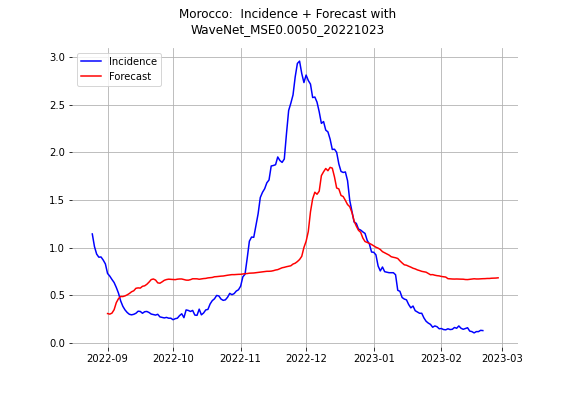 Morocco:  Incidence + Forecast with
WaveNet_MSE0.0050_20221023
Incidence
Forecast
3.0
2.5
2.0
1.5
1.0
0.5
0.0
2022-09 2022-10 2022-11 2022-12 2023-01 2023-02 2023-03